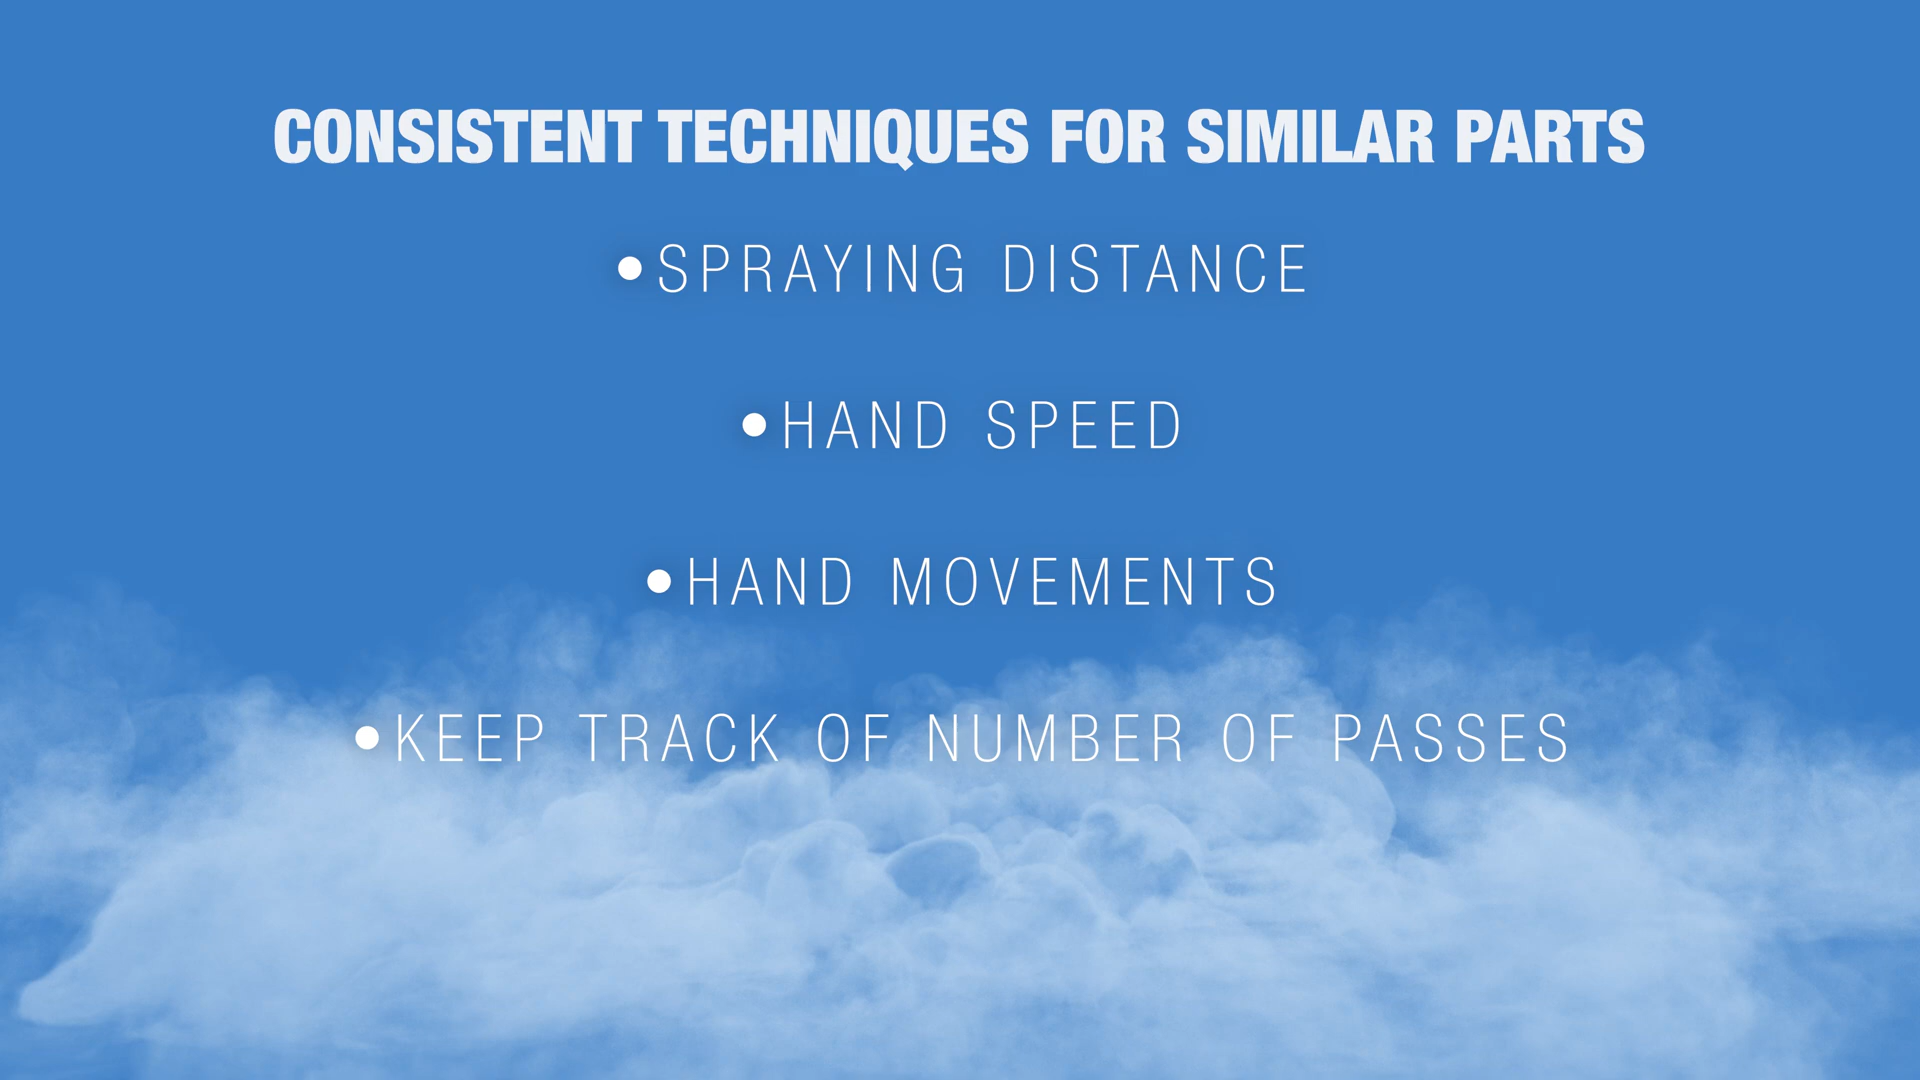 CONSISTENT TECHNIQUES FOR SIMILAR PARTS
•SPRAYING DISTANCE
•HAND SPEED
•HAND MOVEMENTS
•KEEP TRACK OF NUMBER OF PASSES